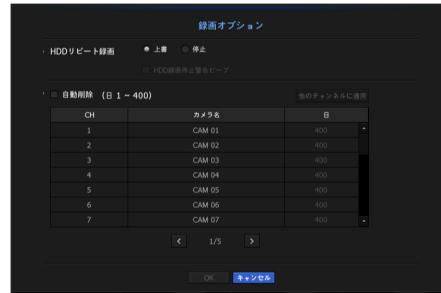 録画オプション
HDDリピート録画 上書 停止
HDD録画停止警告ビープ
自動削除 (日 1 ~ 400) 他のチャンネルに適用
CH カメラ名 日
1 CAM 01 400
2 CAM 02 400
3 CAM 03 400
4 CAM 04 400
5 CAM 05 400
6 CAM 06 400
7 CAM 07 400
< 1/5 >
OK キャンセル